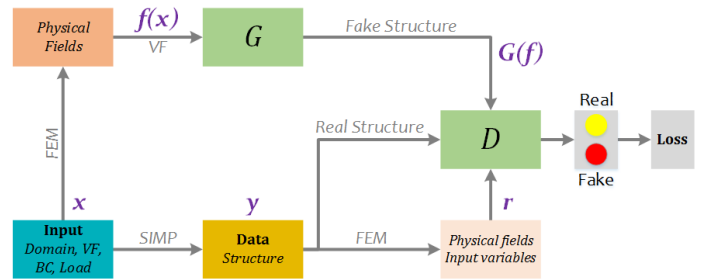 Physical
Fields
f(x)
VF
G
Fake Structure
G(f)
FEM
Real Structure
D
Real
Fake
Loss
x
Input
Domain, VF,
BC, Load
SIMP
y
Data
Structure
FEM
r
Physical fields
Input variables